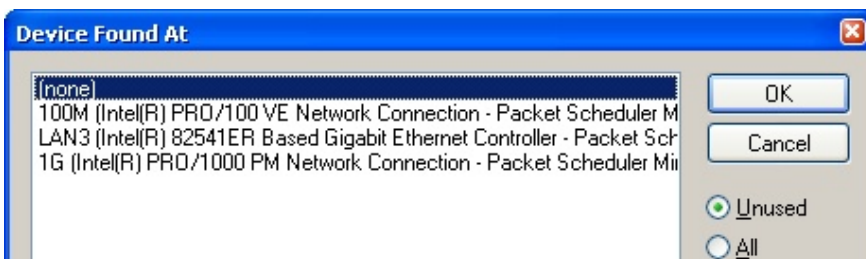 Device Found At
(none)
100M (Intel(R) PRO/100 VE Network Connection - Packet Scheduler M
LAN3 (Intel(R) 82541ER Based Gigabit Ethernet Controller - Packet Sch
1G (Intel(R) PRO/1000 PM Network Connection - Packet Scheduler Min
OK
Cancel
Unused
All